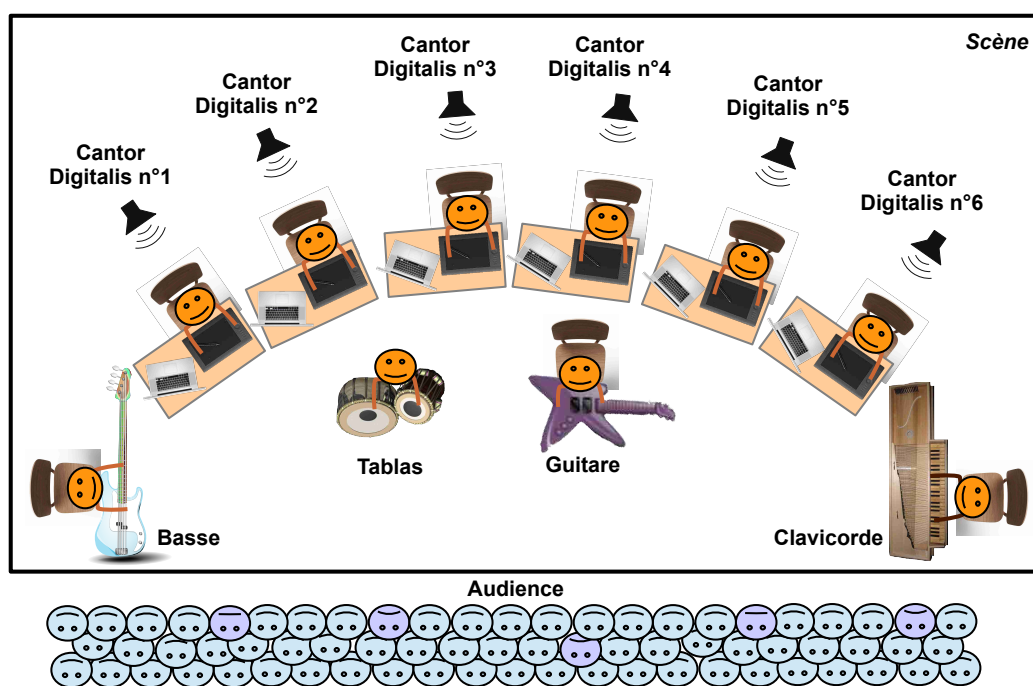 Scène
Cantor
Digitalis n°1
Cantor
Digitalis n°2
Cantor
Digitalis n°3
Cantor
Digitalis n°4
Cantor
Digitalis n°5
Cantor
Digitalis n°6
Tablas
Guitare
Basse
Clavicorde
Audience